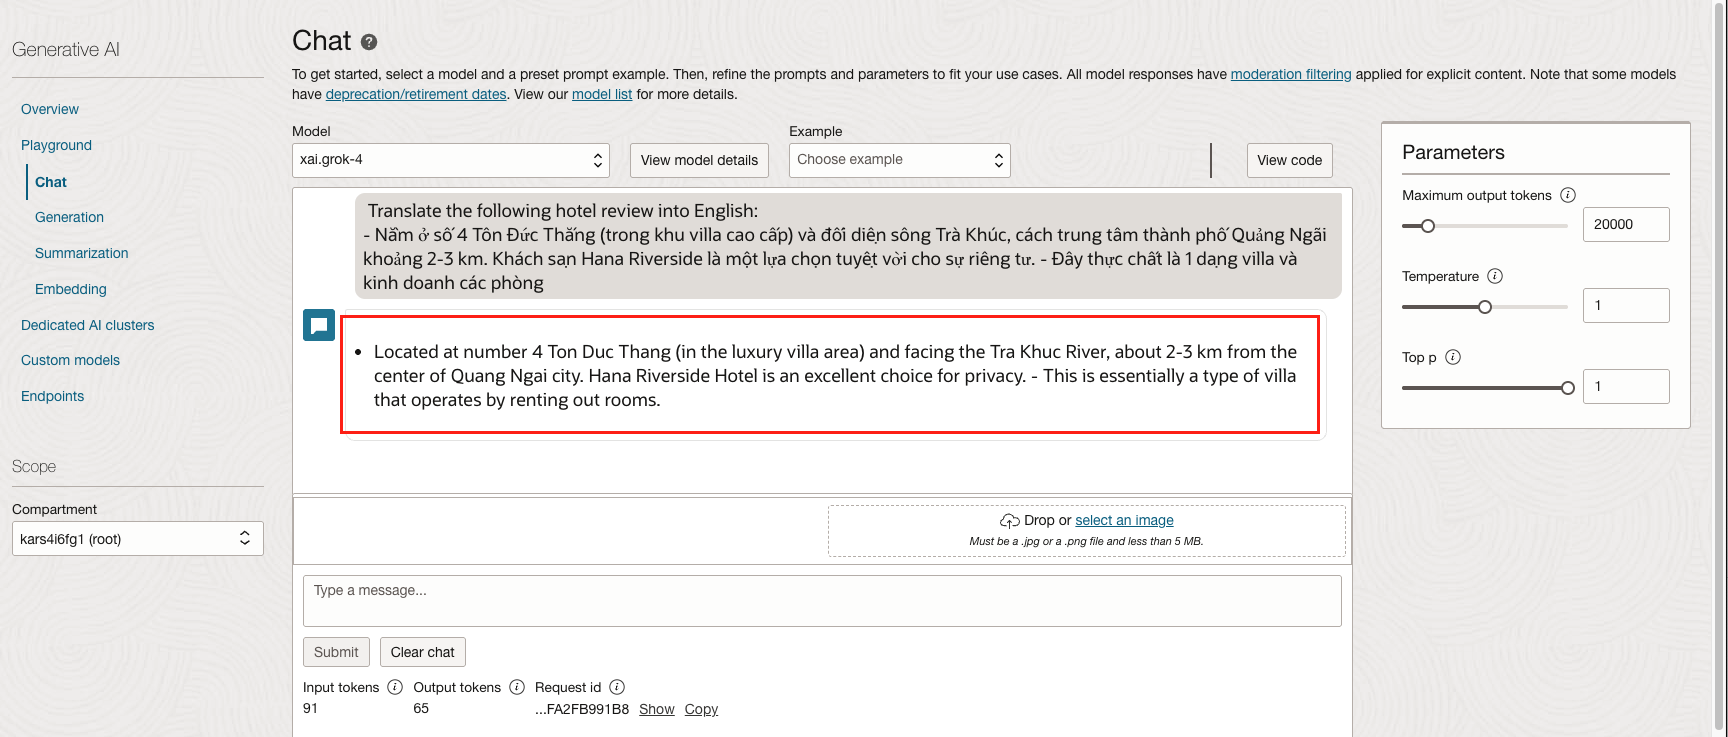 Generative AI
Overview
Playground
Chat
Generation
Summarization
Embedding
Dedicated AI clusters
Custom models
Endpoints
Scope
Compartment
kars4i6fg1 (root)
Chat ?
To get started, select a model and a preset prompt example. Then, refine the prompts and parameters to fit your use cases. All model responses have moderation filtering applied for explicit content. Note that some models
have deprecation/retirement dates. View our model list for more details.
Model
xai.grok-4
View model details
Example
Choose example
View code
Translate the following hotel review into English:
- Nằm ở số 4 Tôn Đức Thắng (trong khu villa cao cấp) và đối diện sông Trà Khúc, cách trung tâm thành phố Quảng Ngãi
khoảng 2-3 km. Khách sạn Hana Riverside là một lựa chọn tuyệt vời cho sự riêng tư. - Đây thực chất là 1 dạng villa và
kinh doanh các phòng
• Located at number 4 Ton Duc Thang (in the luxury villa area) and facing the Tra Khuc River, about 2-3 km from the
center of Quang Ngai city. Hana Riverside Hotel is an excellent choice for privacy. - This is essentially a type of villa
that operates by renting out rooms.
Drop or select an image
Must be a .jpg or a .png file and less than 5 MB.
Type a message...
Submit
Clear chat
Input tokens i Output tokens i Request id i
91 65 ...FA2FB991B8 Show Copy
Parameters
Maximum output tokens i
20000
Temperature i
1
Top p i
1